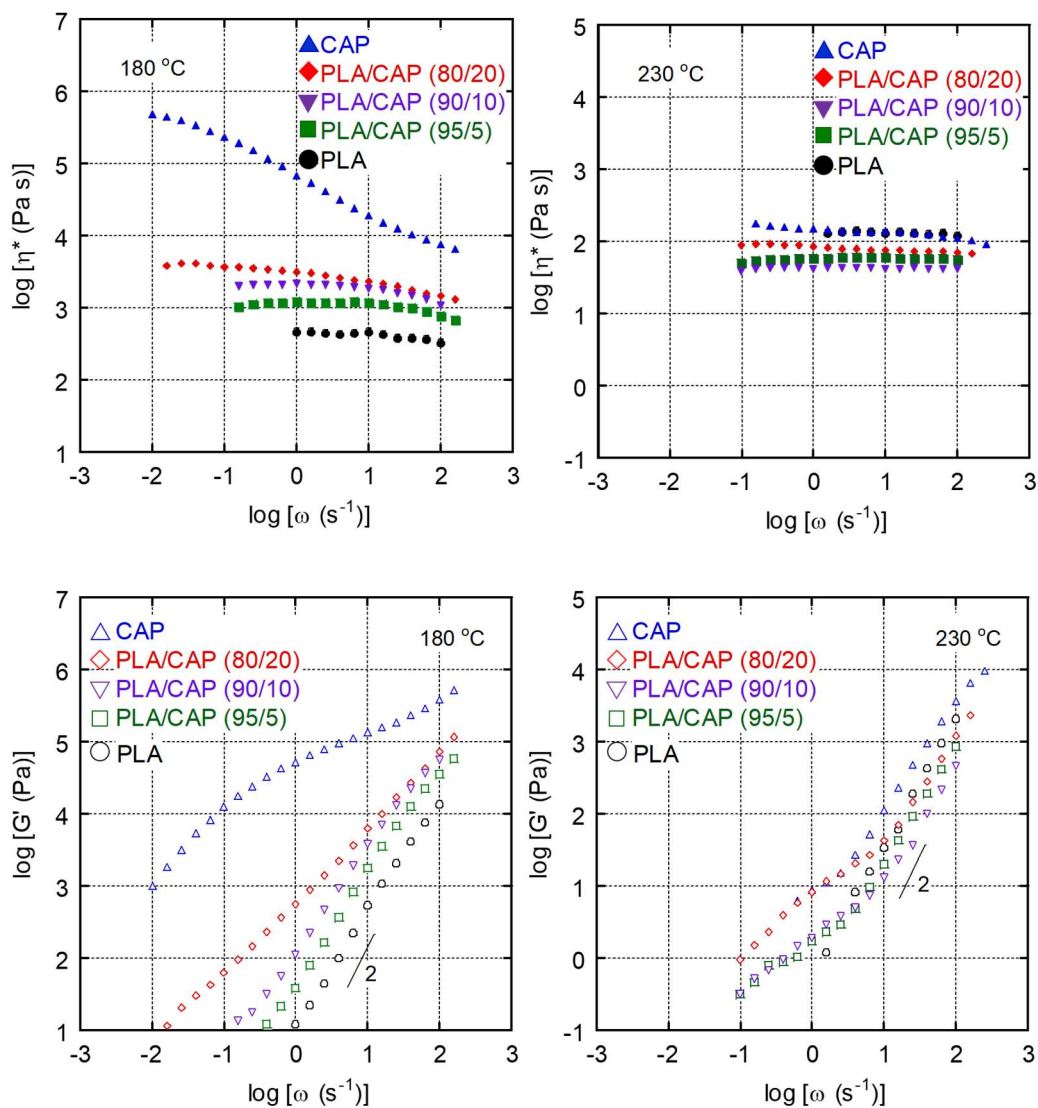 7
6
5
4
3
2
1
180 °C
CAP
PLA/CAP (80/20)
PLA/CAP (90/10)
PLA/CAP (95/5)
PLA
log [η* (Pa s)]
-3 -2 -1 0 1 2 3
log [ω (s⁻¹)]
5
4
3
2
1
0
-1
230 °C
CAP
PLA/CAP (80/20)
PLA/CAP (90/10)
PLA/CAP (95/5)
PLA
log [η* (Pa s)]
-3 -2 -1 0 1 2 3
log [ω (s⁻¹)]
7
6
5
4
3
2
1
CAP
PLA/CAP (80/20)
PLA/CAP (90/10)
PLA/CAP (95/5)
PLA
180 °C
2
log [G' (Pa)]
-3 -2 -1 0 1 2 3
log [ω (s⁻¹)]
5
4
3
2
1
0
-1
CAP
PLA/CAP (80/20)
PLA/CAP (90/10)
PLA/CAP (95/5)
PLA
230 °C
2
log [G' (Pa)]
-3 -2 -1 0 1 2 3
log [ω (s⁻¹)]